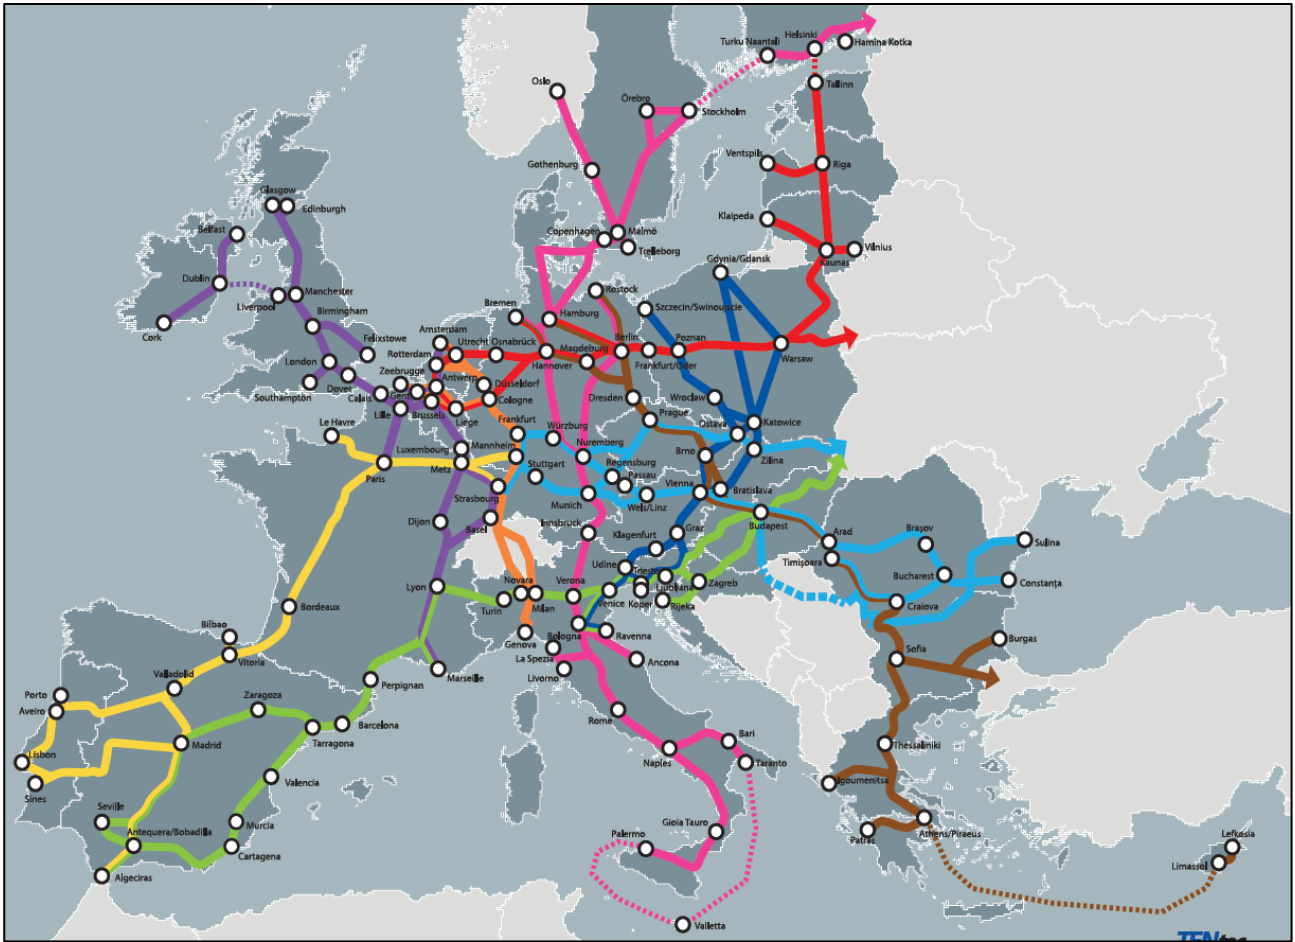 Helsinki
Turku Naantali
Hamina Kotka
Oslo
Tallinn
Örebro
Stockholm
Ventspils
Riga
Gothenburg
Glasgow
Edinburgh
Klaipeda
Belfast
Copenhagen
Malmö
Trelleborg
Vilnius
Kaunas
Gdynia/Gdansk
Dublin
Liverpool
Manchester
Rostock
Bremen
Hamburg
Szczecin/Swinoujscie
Birmingham
Cork
Felixstowe
Amsterdam
Utrecht
Osnabrück
Magdeburg
Berlin
Poznan
Warsaw
London
Rotterdam
Hannover
Frankfurt/Oder
Zeebrugge
Antwerp
Düsseldorf
Southampton
Dover
Calais
Gent
Cologne
Dresden
Wroclaw
Lille
Brussels
Liege
Prague
Katowice
Le Havre
Frankfurt
Würzburg
Ostava
Luxembourg
Mannheim
Nuremberg
Brno
Zilina
Paris
Metz
Stuttgart
Regensburg
Passau
Strasbourg
Munich
Wels/Linz
Vienna
Bratislava
Dijon
Basel
Innsbruck
Klagenfurt
Graz
Budapest
Arad
Braşov
Sulina
Timişoara
Udine
Trieste
Lyon
Novara
Verona
Ljubljana
Zagreb
Bucharest
Constanţa
Turin
Milan
Venice
Koper
Rijeka
Craiova
Bordeaux
Bilbao
Genova
Bologna
Ravenna
Burgas
Vitoria
La Spezia
Ancona
Sofia
Valladolid
Marseille
Livorno
Perpignan
Porto
Zaragoza
Aveiro
Rome
Barcelona
Madrid
Tarragona
Bari
Thessaloniki
Lisbon
Naples
Taranto
Valencia
Igoumenitsa
Sines
Seville
Murcia
Gioia Tauro
Antequera/Bobadilla
Palermo
Athens/Piraeus
Patras
Lefkosia
Cartagena
Limassol
Algeciras
Valletta
TENtec